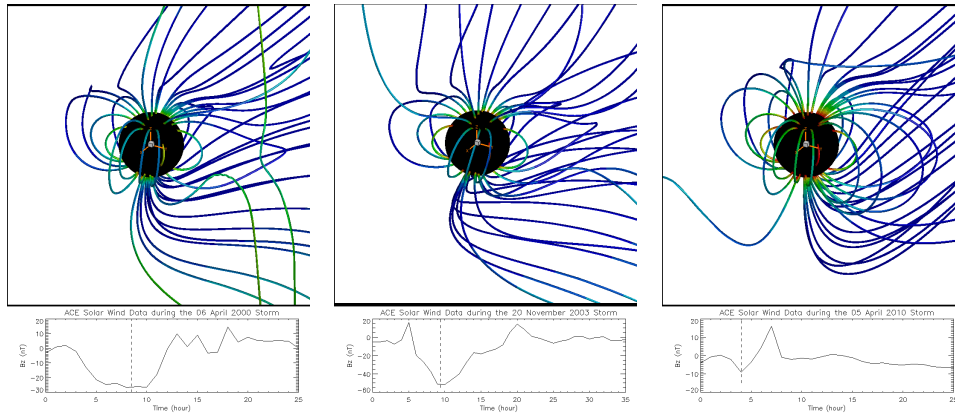 ACE Solar Wind Data during the 06 April 2000 Storm
20
10
0
-10
-20
-30
Bz (nT)
0 5 10 15 20 25
Time (hour)
ACE Solar Wind Data during the 20 November 2003 Storm
20
0
-20
-40
-60
Bz (nT)
0 5 10 15 20 25 30 35
Time (hour)
ACE Solar Wind Data during the 05 April 2010 Storm
20
10
0
-10
-20
Bz (nT)
0 5 10 15 20 25
Time (hour)